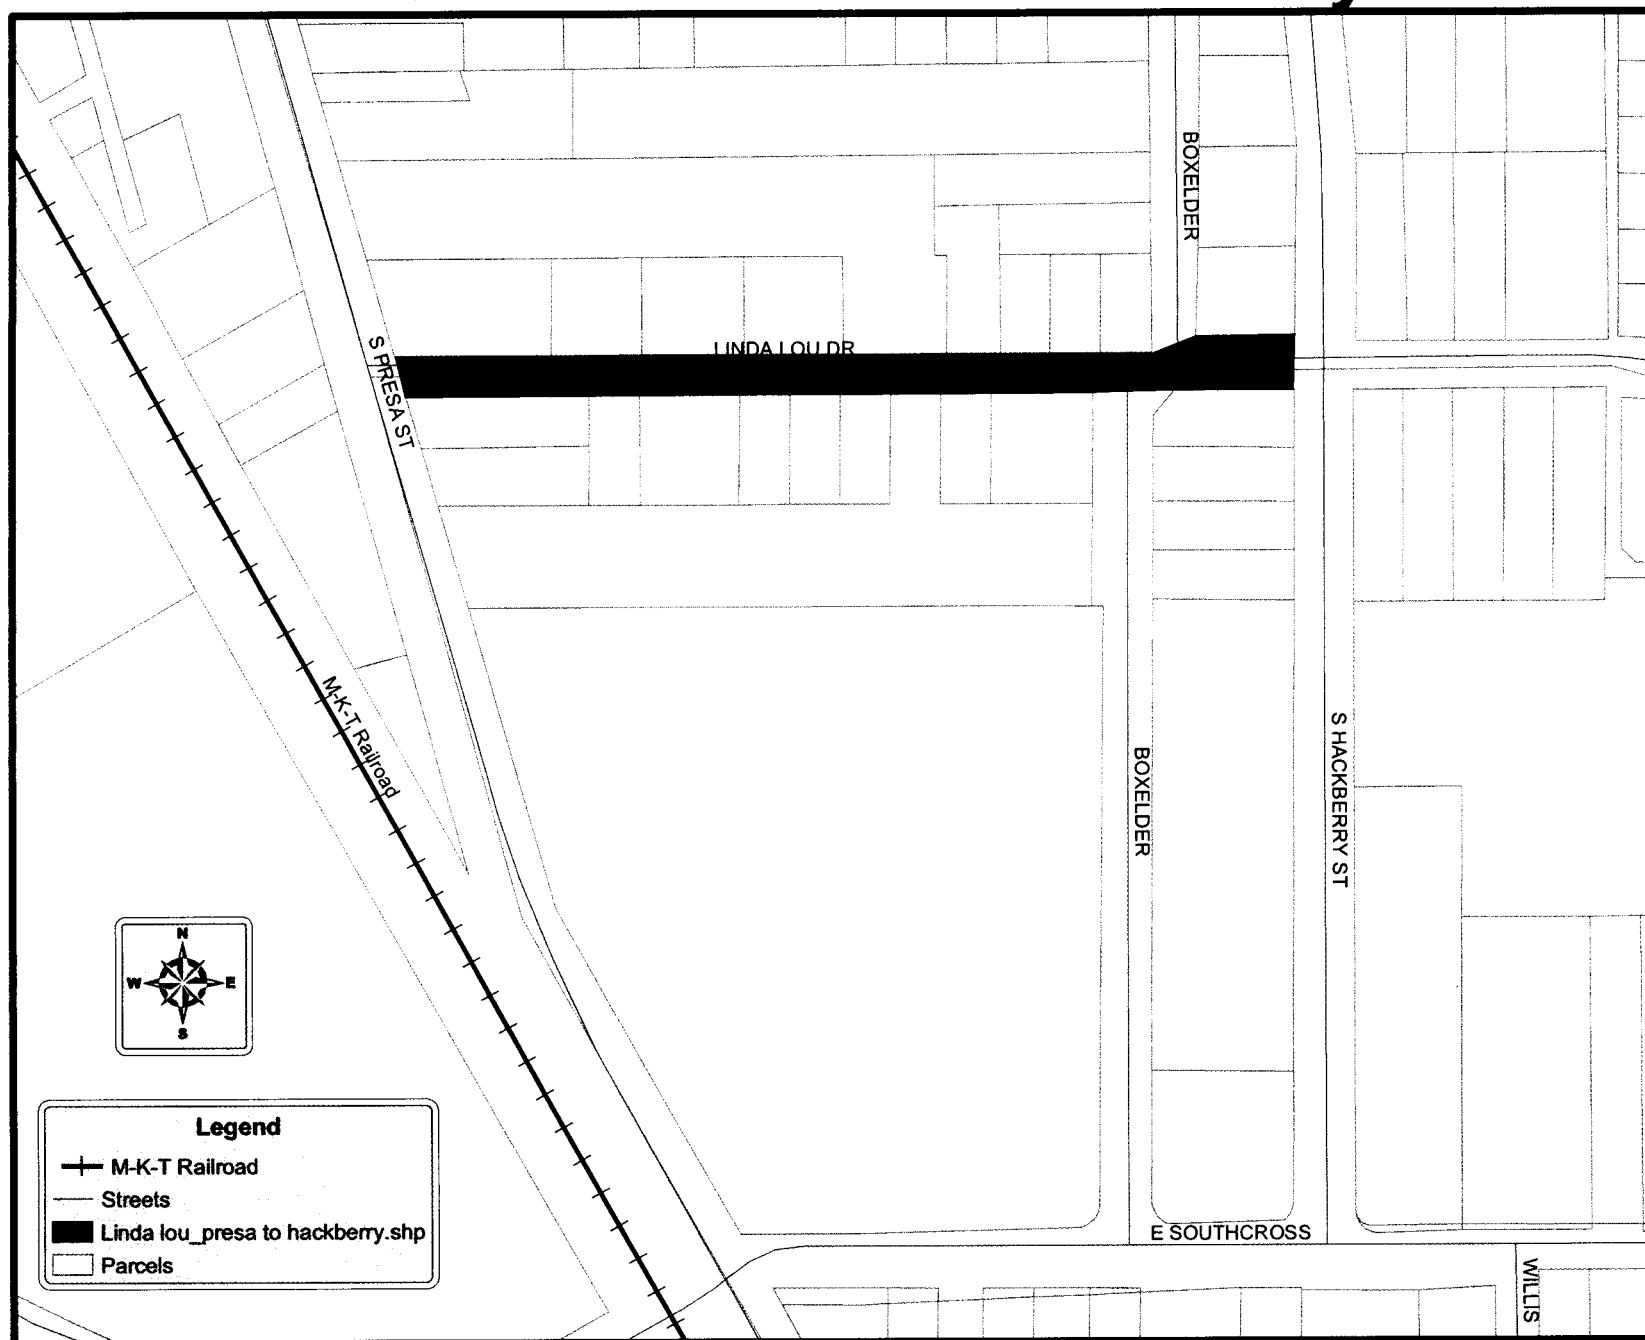 BOXELDER
LINDA LOU DR
S PRESA ST
M-K-T Railroad
BOXELDER
S HACKBERRY ST
N
W E
S
Legend
M-K-T Railroad
Streets
Linda lou_presa to hackberry.shp
Parcels
E SOUTHCROSS
WILLIS